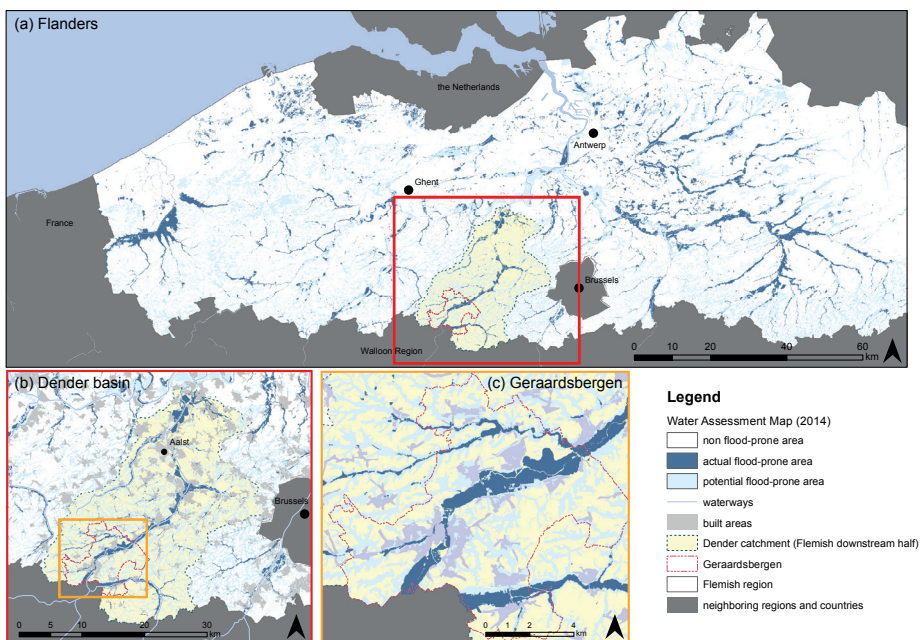 (a) Flanders
the Netherlands
Antwerp
Ghent
France
Brussels
Walloon Region
0 20 40 60
km
(b) Dender basin
Aalst
Brussels
0 10 20 30
km
(c) Geraardsbergen
0 2 4
km
Legend
Water Assessment Map (2014)
non flood-prone area
actual flood-prone area
potential flood-prone area
waterways
built areas
Dender catchment (Flemish downstream half)
Geraardsbergen
Flemish region
neighboring regions and countries